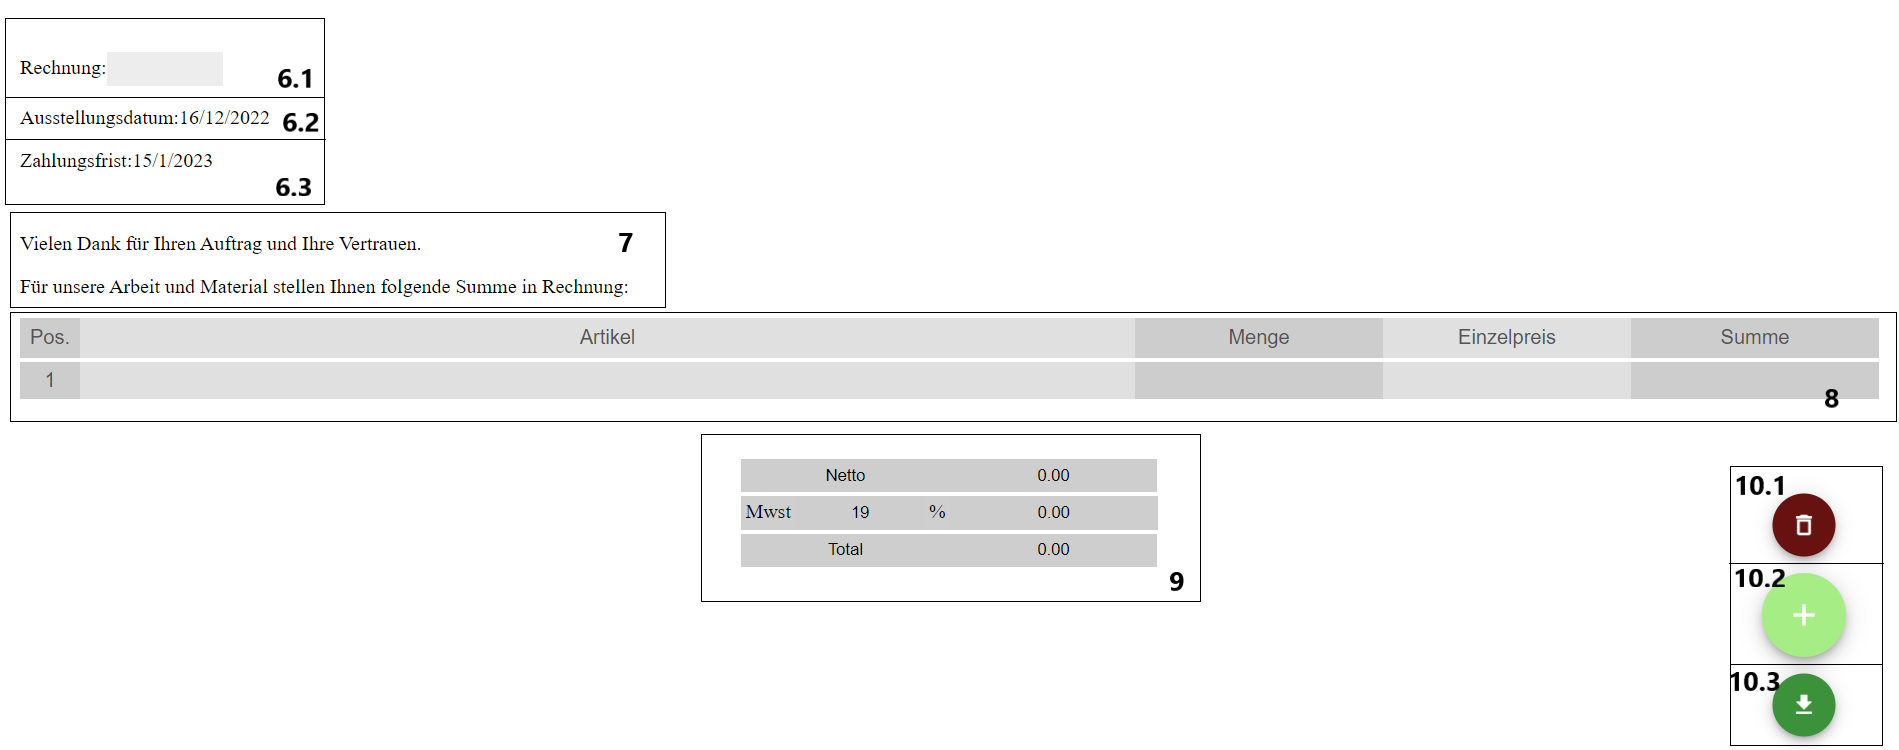 Rechnung:
6.1
Ausstellungsdatum:16/12/2022 6.2
Zahlungsfrist:15/1/2023
6.3
Vielen Dank für Ihren Auftrag und Ihre Vertrauen. 7
Für unsere Arbeit und Material stellen Ihnen folgende Summe in Rechnung:
Pos. Artikel Menge Einzelpreis Summe
1
8
Netto 0.00
Mwst 19 % 0.00
Total 0.00
9
10.1
10.2
10.3